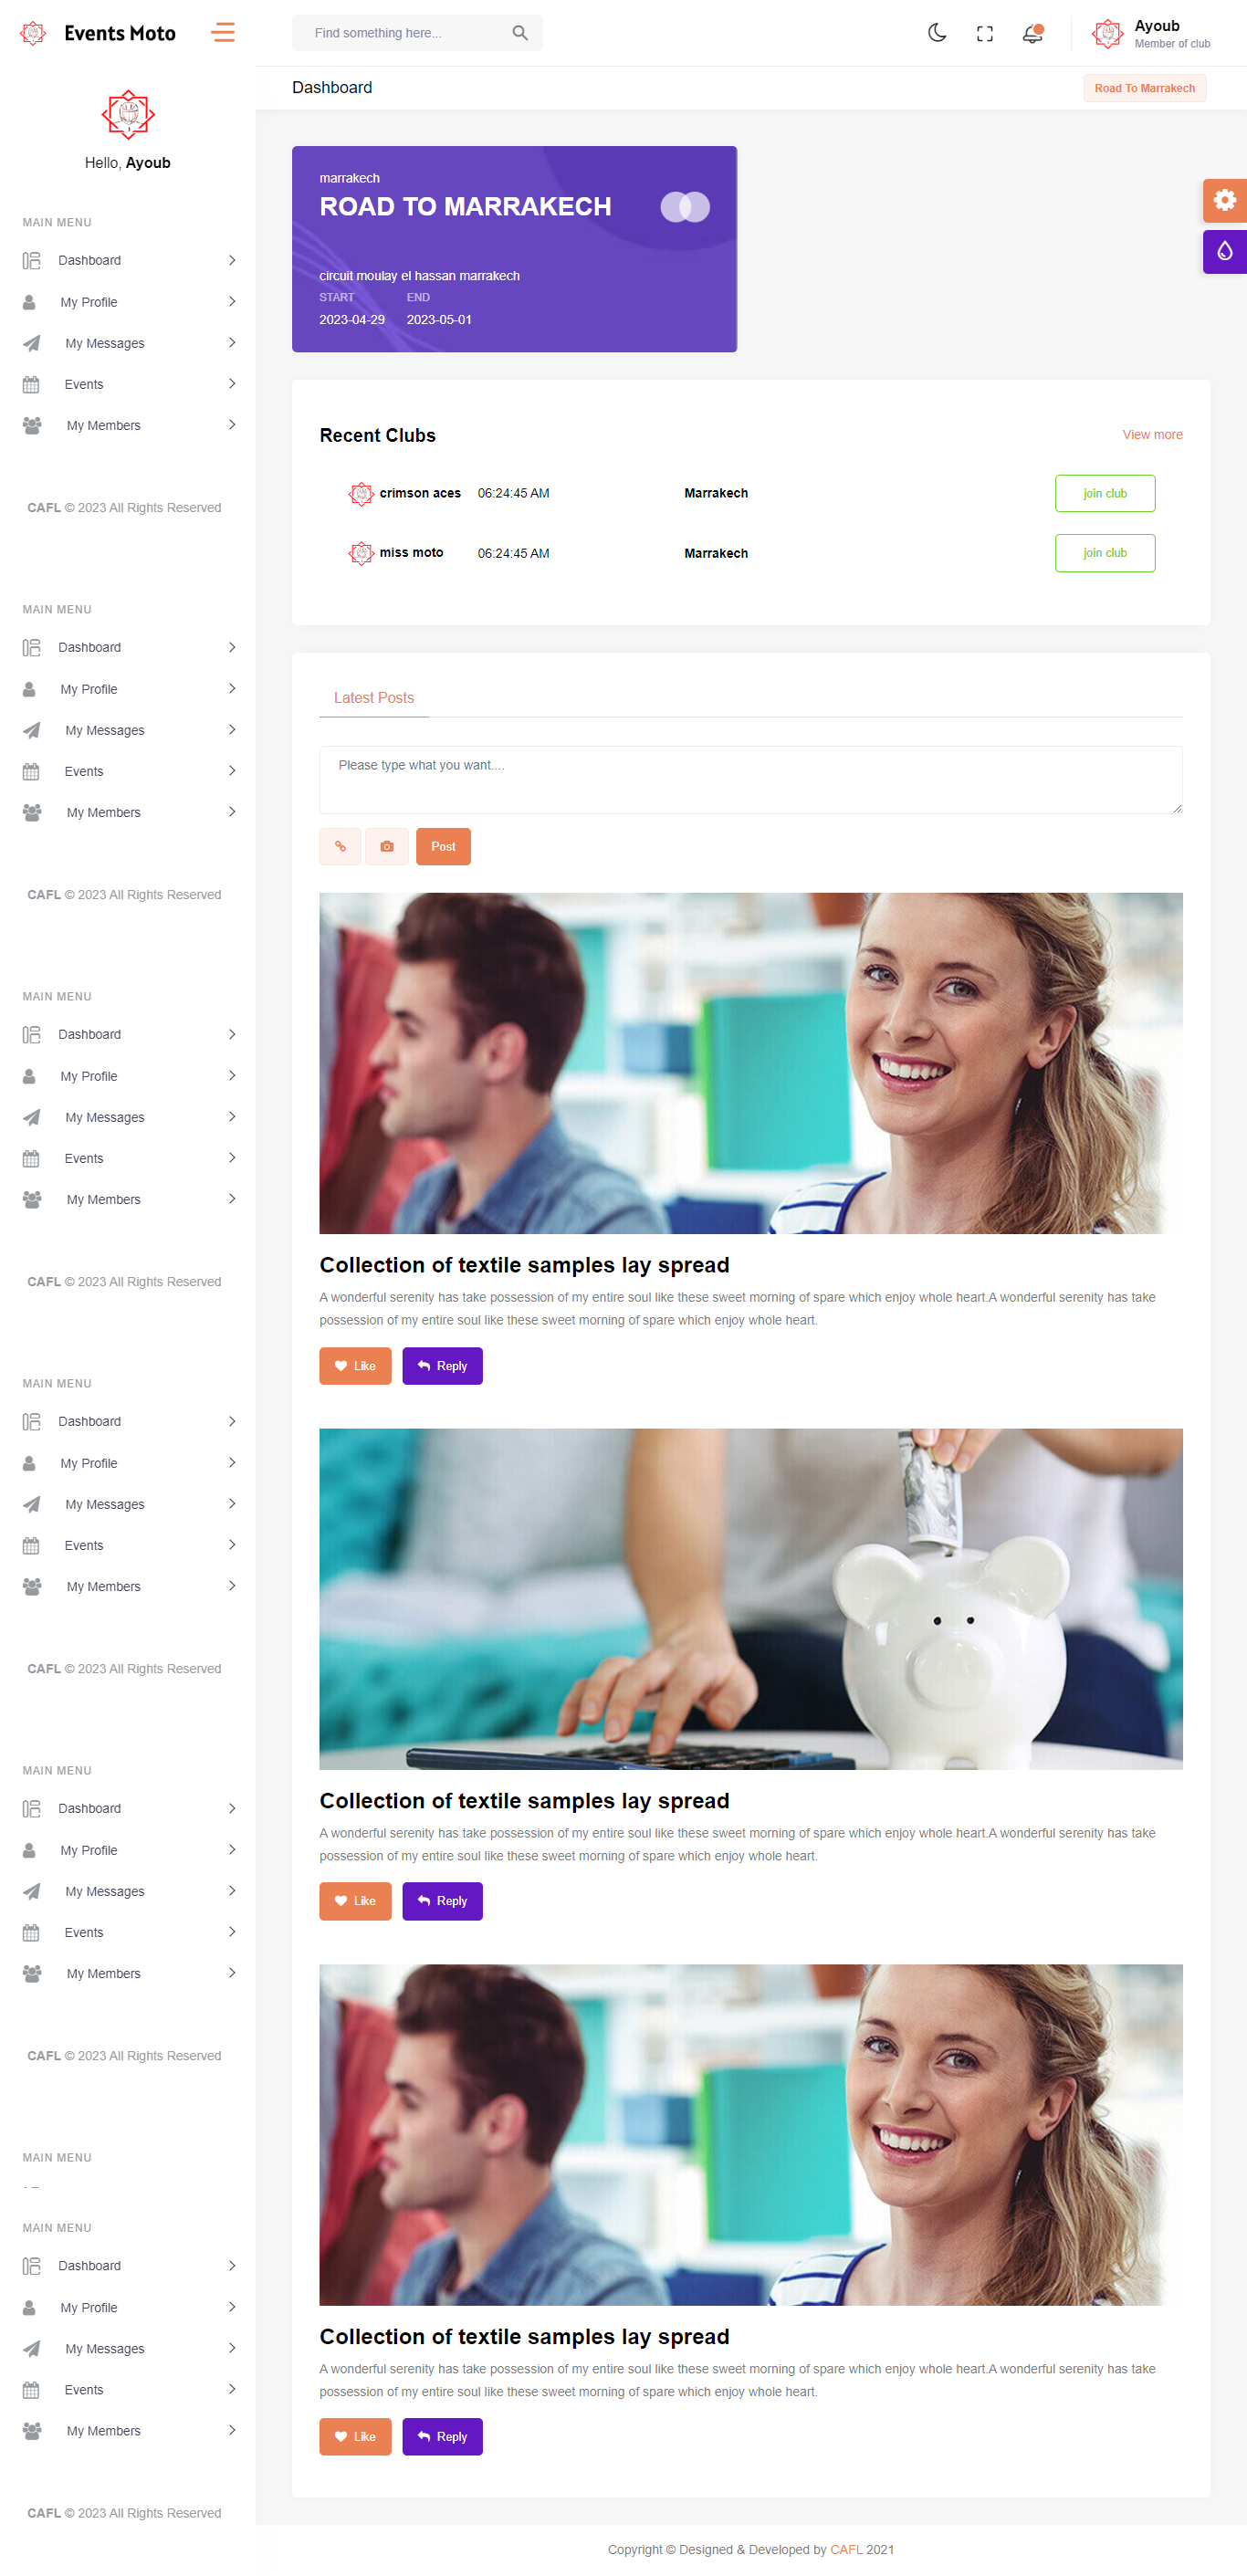 Events Moto
Find something here...
Ayoub
Member of club
Dashboard
Road To Marrakech
Hello, Ayoub
MAIN MENU
Dashboard
My Profile
My Messages
Events
My Members
CAFL © 2023 All Rights Reserved
MAIN MENU
Dashboard
My Profile
My Messages
Events
My Members
CAFL © 2023 All Rights Reserved
MAIN MENU
Dashboard
My Profile
My Messages
Events
My Members
CAFL © 2023 All Rights Reserved
MAIN MENU
Dashboard
My Profile
My Messages
Events
My Members
CAFL © 2023 All Rights Reserved
MAIN MENU
Dashboard
My Profile
My Messages
Events
My Members
CAFL © 2023 All Rights Reserved
MAIN MENU
MAIN MENU
Dashboard
My Profile
My Messages
Events
My Members
CAFL © 2023 All Rights Reserved
marrakech
ROAD TO MARRAKECH
circuit moulay el hassan marrakech
START END
2023-04-29 2023-05-01
Recent Clubs View more
crimson aces 06:24:45 AM Marrakech join club
miss moto 06:24:45 AM Marrakech join club
Latest Posts
Please type what you want....
Post
Collection of textile samples lay spread
A wonderful serenity has take possession of my entire soul like these sweet morning of spare which enjoy whole heart.A wonderful serenity has take
possession of my entire soul like these sweet morning of spare which enjoy whole heart.
Like Reply
Collection of textile samples lay spread
A wonderful serenity has take possession of my entire soul like these sweet morning of spare which enjoy whole heart.A wonderful serenity has take
possession of my entire soul like these sweet morning of spare which enjoy whole heart.
Like Reply
Collection of textile samples lay spread
A wonderful serenity has take possession of my entire soul like these sweet morning of spare which enjoy whole heart.A wonderful serenity has take
possession of my entire soul like these sweet morning of spare which enjoy whole heart.
Like Reply
Copyright © Designed & Developed by CAFL 2021